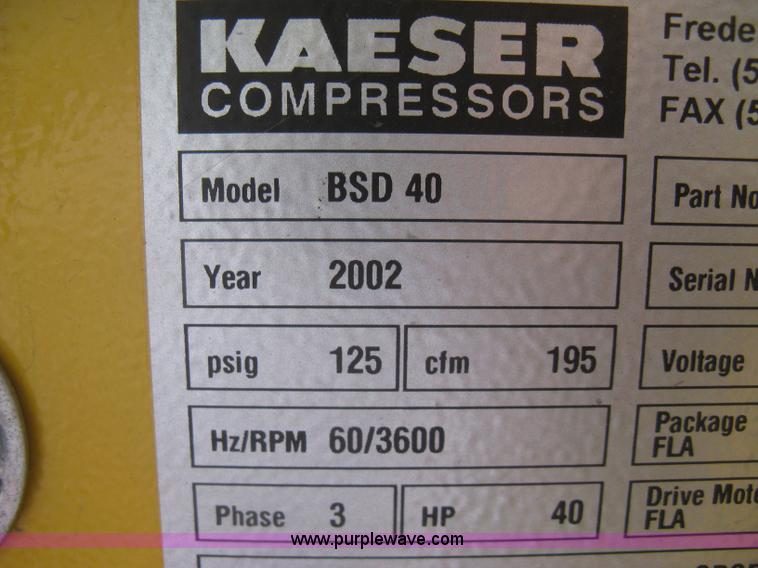 KAESER
COMPRESSORS
Frede
Tel. (5
FAX (5
Model BSD 40
Part No
Year 2002
Serial N
psig 125 cfm 195
Voltage
Hz/RPM 60/3600
Package
FLA
Phase 3 HP 40
Drive Mot
FLA
www.purplewave.com